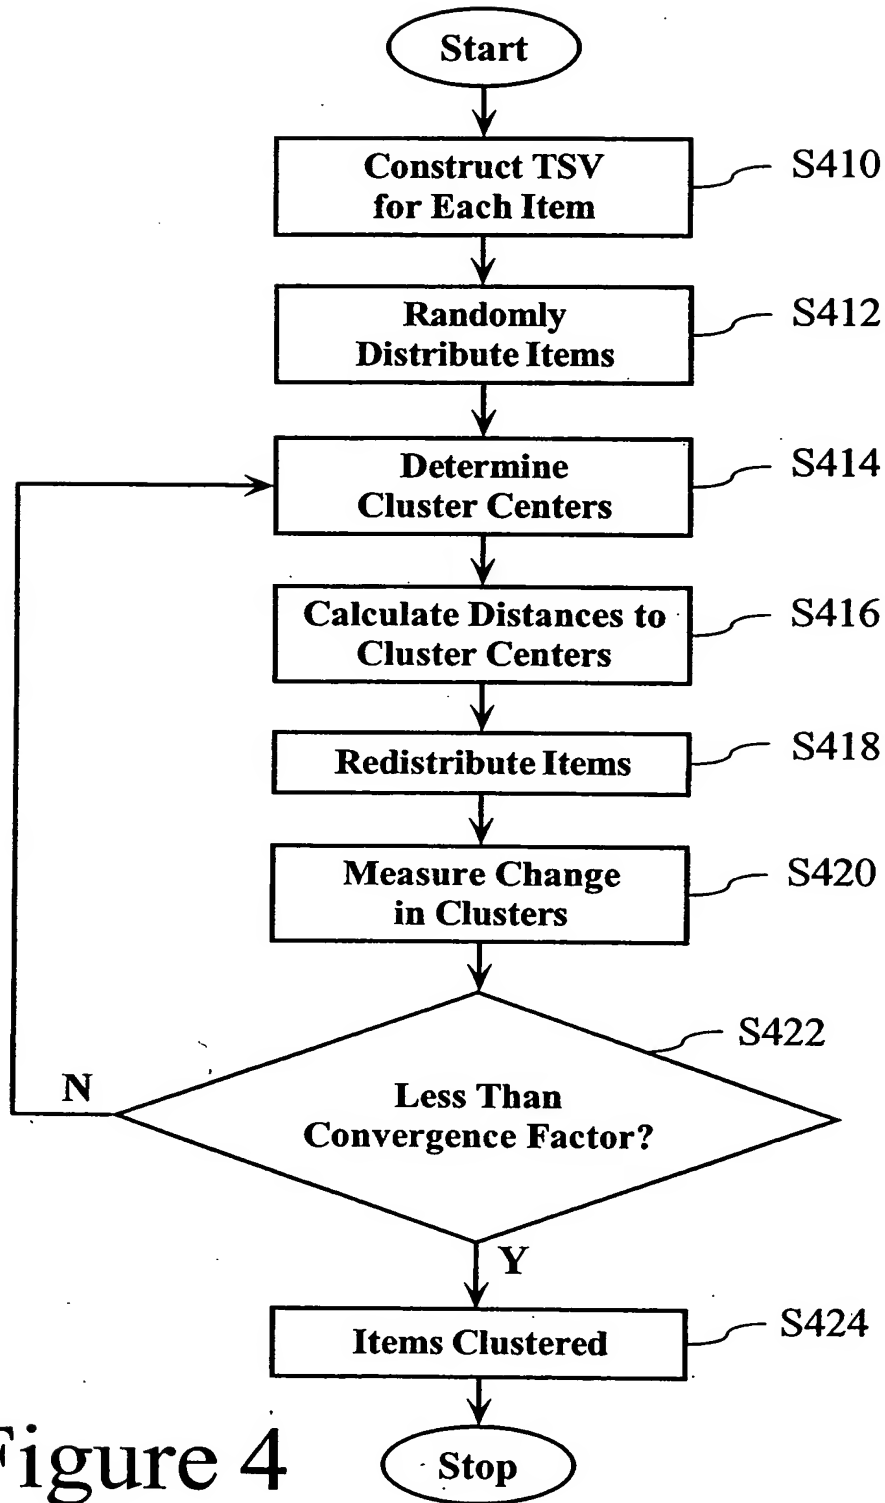 Start
Construct TSV
for Each Item
S410
Randomly
Distribute Items
S412
Determine
Cluster Centers
S414
Calculate Distances to
Cluster Centers
S416
Redistribute Items
S418
Measure Change
in Clusters
S420
Less Than
Convergence Factor?
S422
N
Y
Items Clustered
S424
Stop
Figure 4